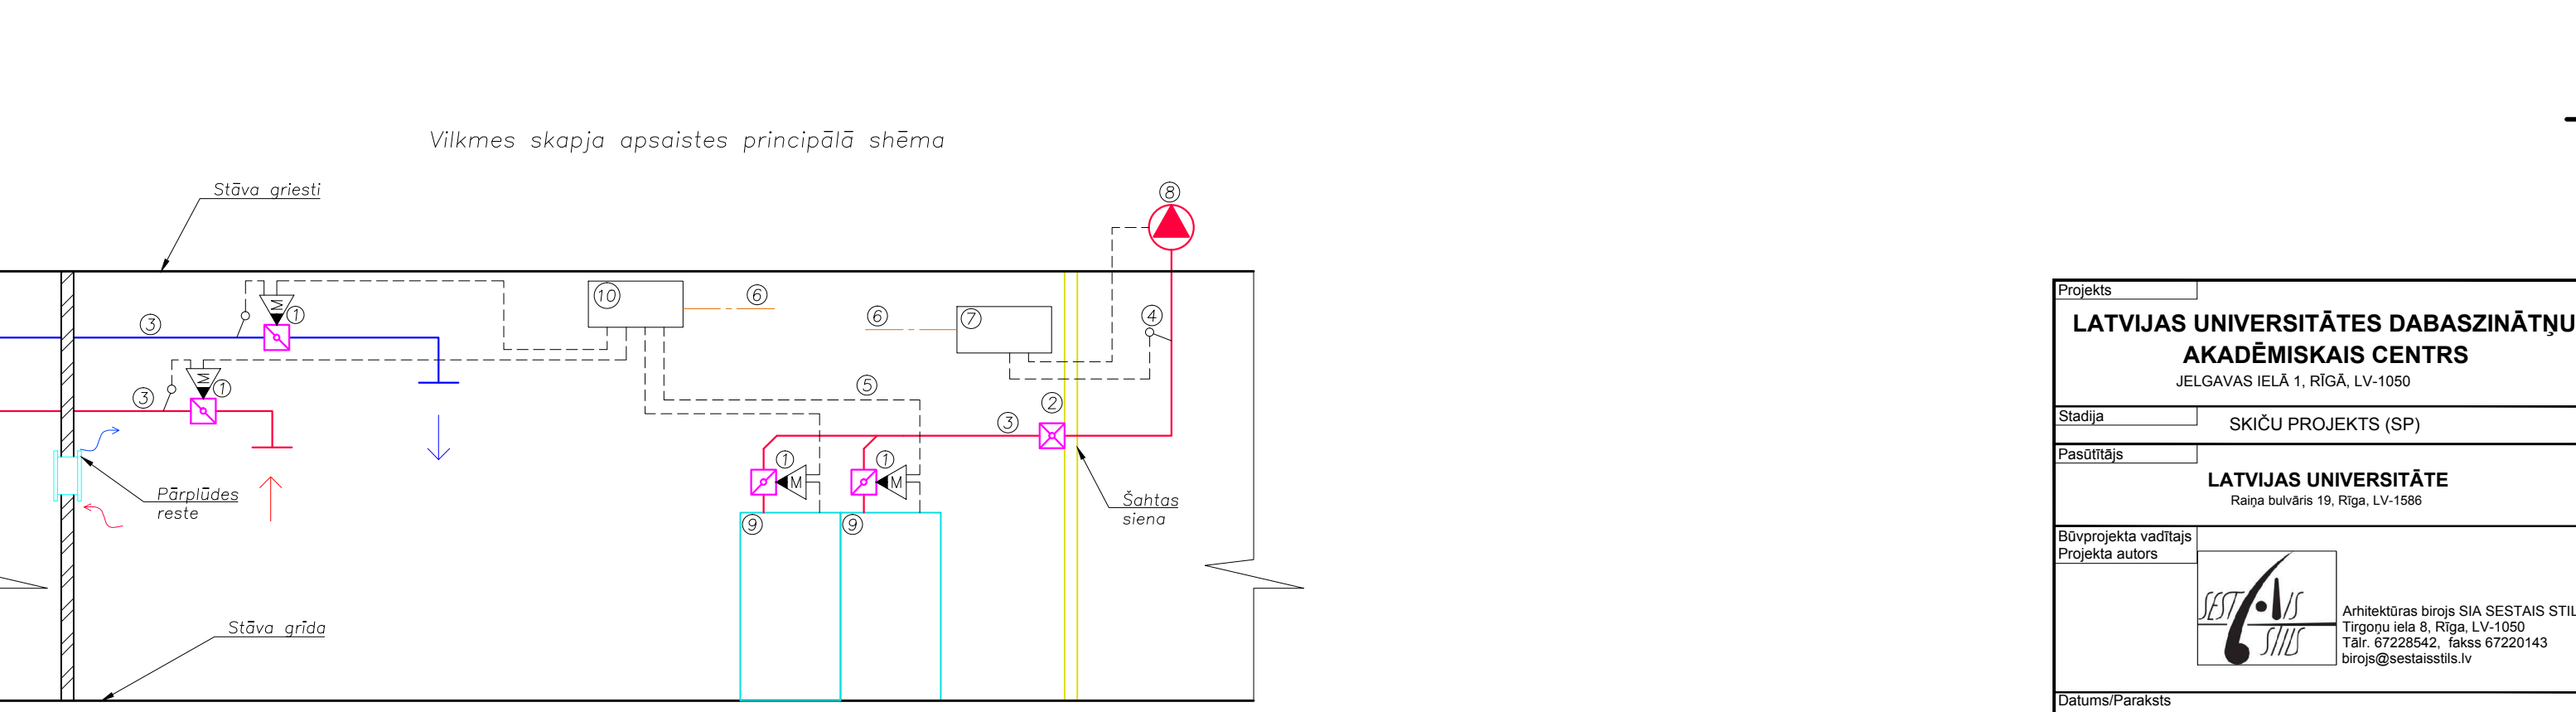 Vilkmes skapja apsaistes principālā shēma
Stāva griesti
8
10
6
6
7
4
3
M
1
3
M
1
5
2
3
1
M
1
M
Pārplūdes
reste
9
9
Šahtas
siena
Stāva grīda
Projekts
LATVIJAS UNIVERSITĀTES DABASZINĀTŅU
AKADĒMISKAIS CENTRS
JELGAVAS IELĀ 1, RĪGĀ, LV-1050
Stadija
SKIČU PROJEKTS (SP)
Pasūtītājs
LATVIJAS UNIVERSITĀTE
Raiņa bulvāris 19, Rīga, LV-1586
Būvprojekta vadītajs
Projekta autors
SESTAIS
STILS
Arhitektūras birojs SIA SESTAIS STIL
Tirgoņu iela 8, Rīga, LV-1050
Tālr. 67228542, fakss 67220143
birojs@sestaisstils.lv
Datums/Paraksts